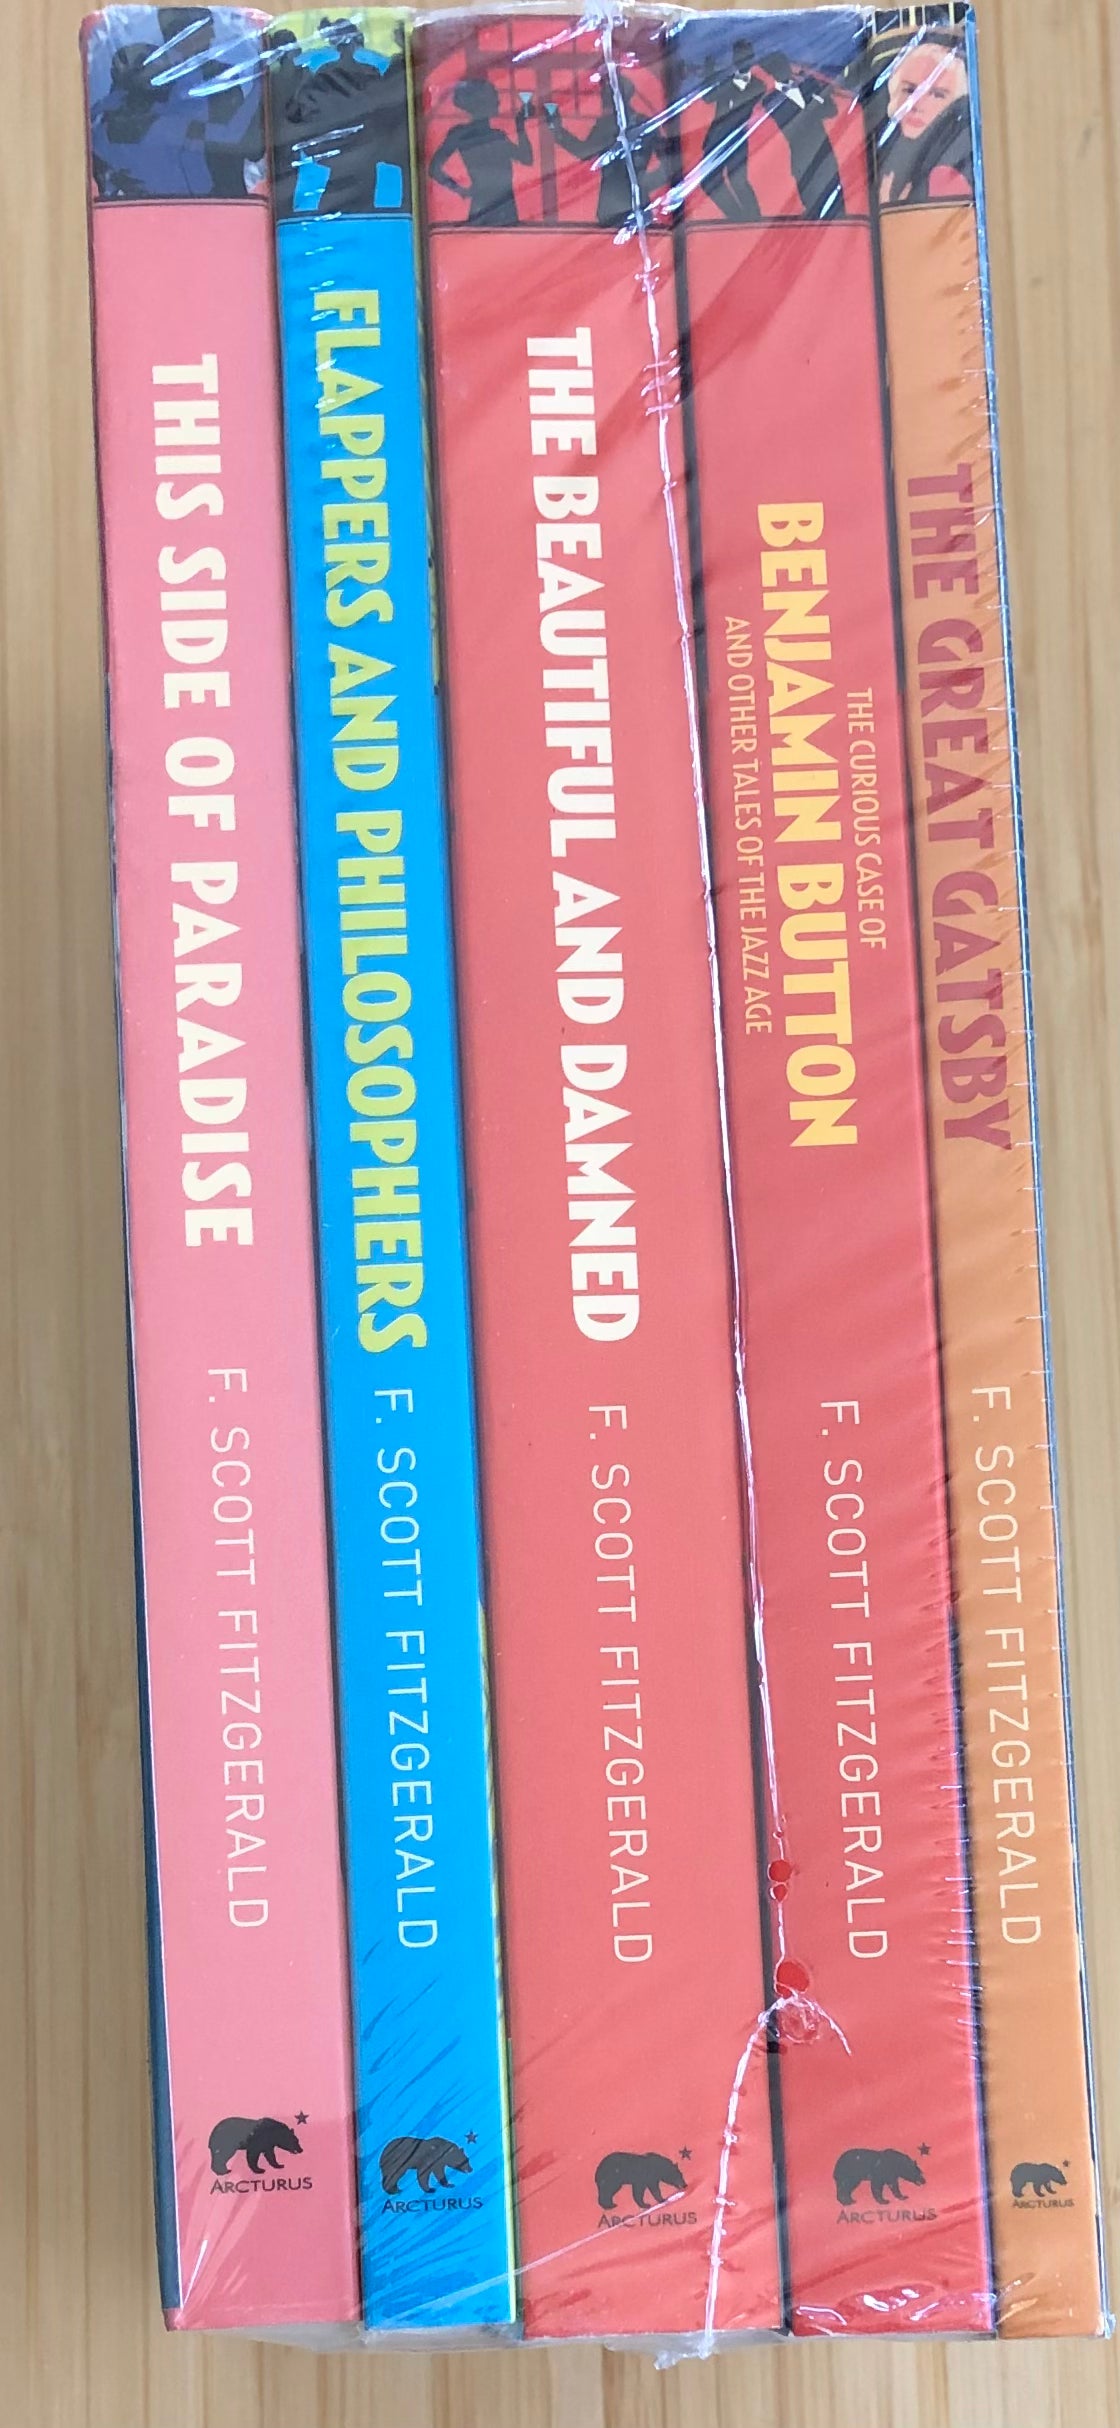 THIS SIDE OF PARADISE
F. SCOTT FITZGERALD
ARCTURUS
FLAPPERS AND PHILOSOPHERS
F. SCOTT FITZGERALD
ARCTURUS
THE BEAUTIFUL AND DAMNED
F. SCOTT FITZGERALD
ARCTURUS
THE CURIOUS CASE OF
BENJAMIN BUTTON
AND OTHER TALES OF THE JAZZ AGE
F. SCOTT FITZGERALD
ARCTURUS
THE GREAT GATSBY
F. SCOTT FITZGERALD
ARCTURUS